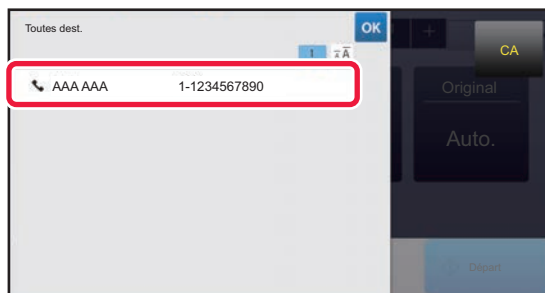 Toutes dest.
OK
CA
1
AAA AAA 1-1234567890
Original
Auto.
Départ